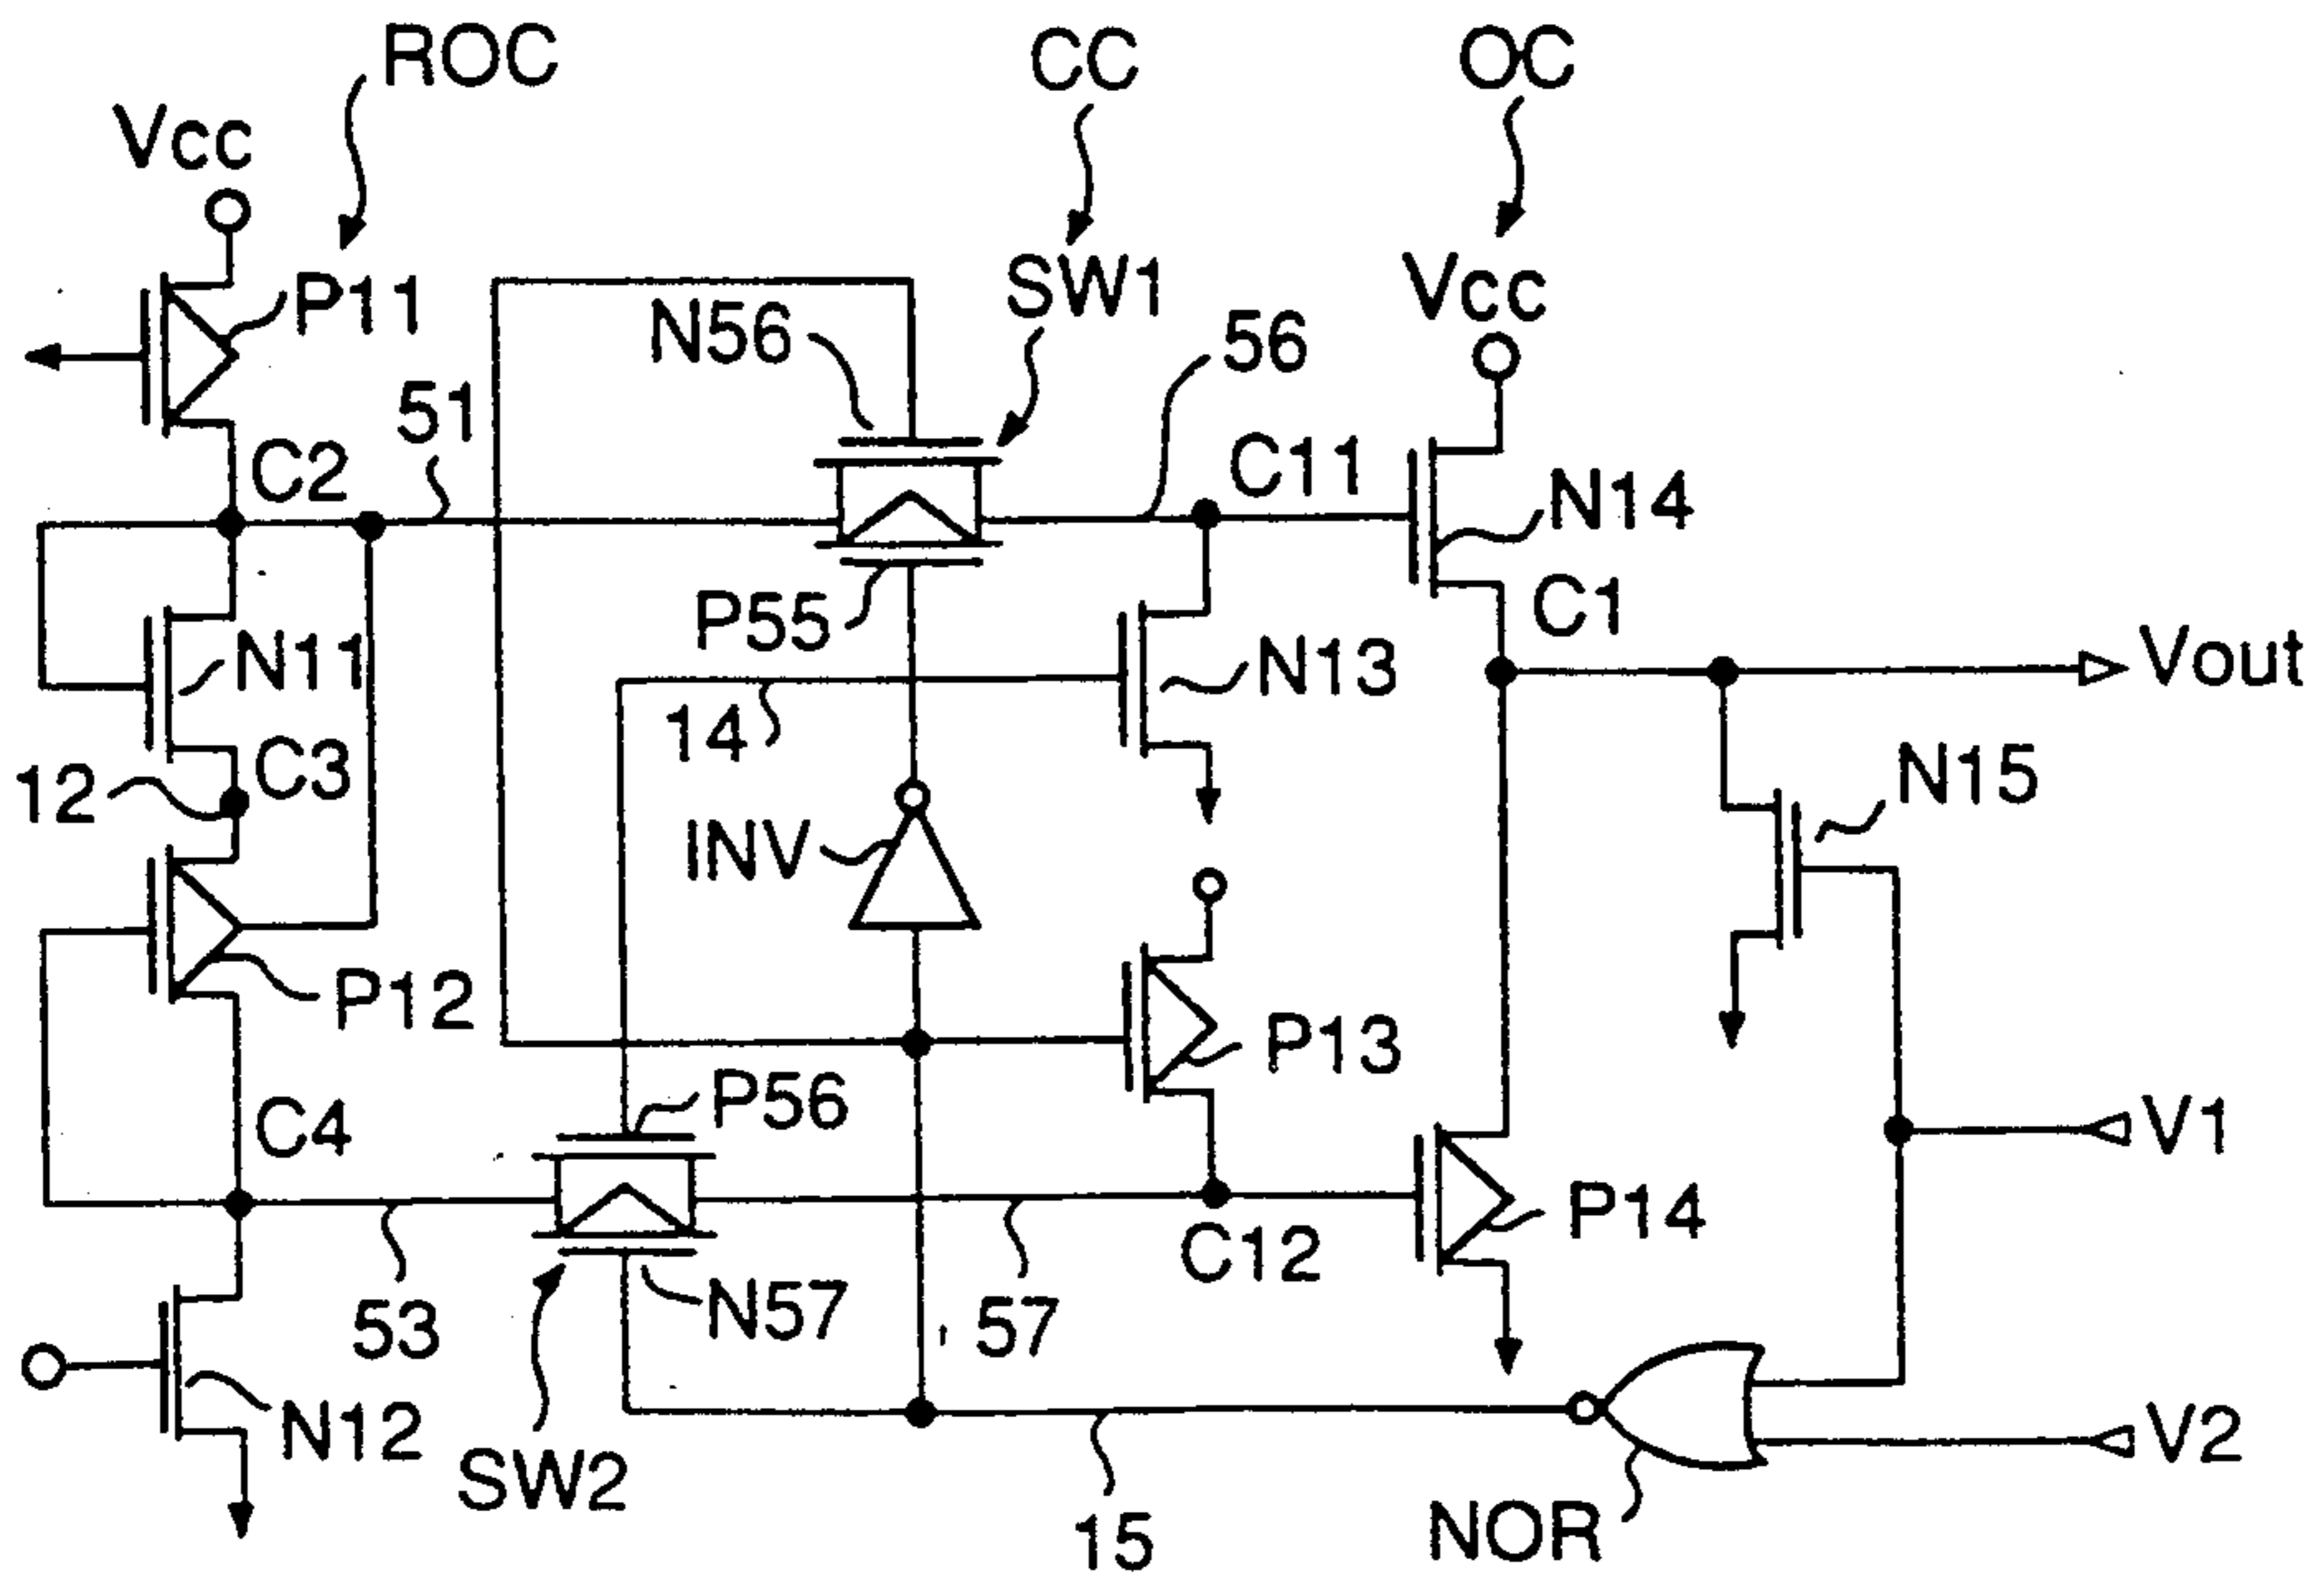 ROC
CC
OC
Vcc
P11
SW1
Vcc
N56
56
51
C2
C11
N14
P55
C1
N11
N13
Vout
14
C3
12
N15
INV
P12
P13
P56
C4
V1
P14
C12
N57
53
57
N12
V2
SW2
15
NOR